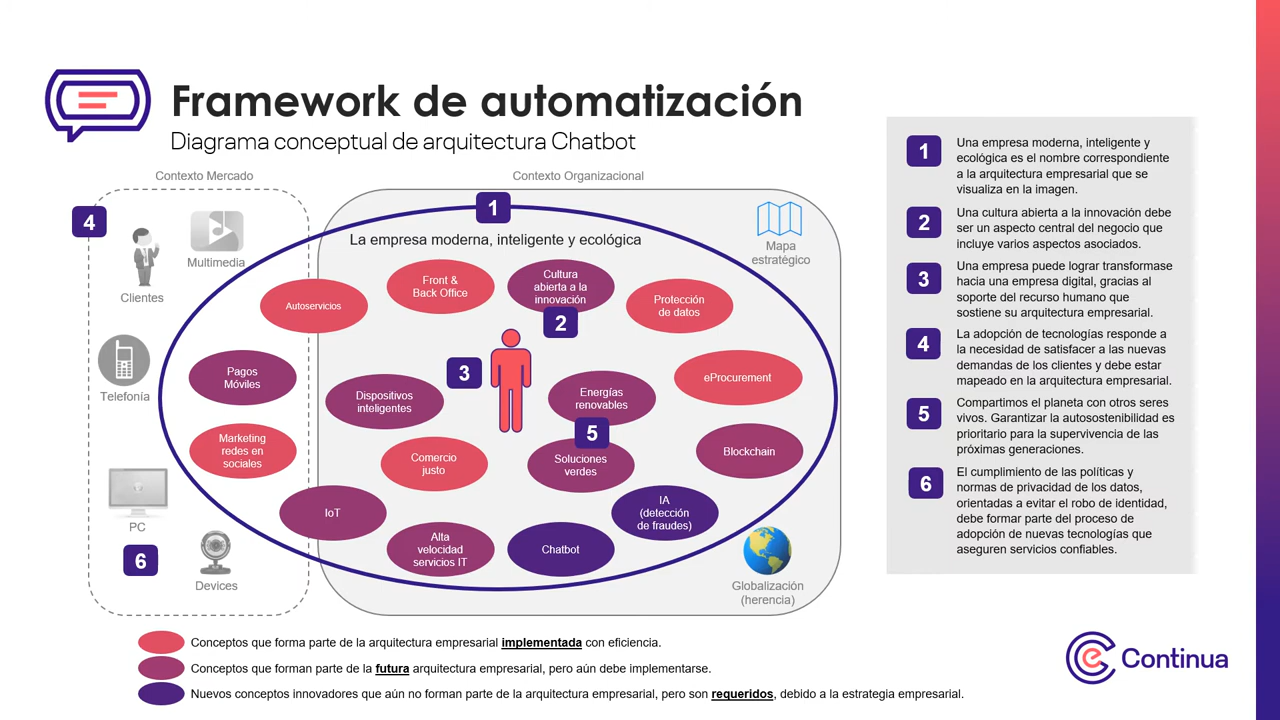 Framework de automatización
Diagrama conceptual de arquitectura Chatbot
Contexto Mercado
Contexto Organizacional
4
1
La empresa moderna, inteligente y ecológica
Multimedia
Clientes
Mapa
estratégico
Autoservicios
Front &
Back Office
Cultura
abierta a la
innovación
2
Protección
de datos
Telefonía
Pagos
Móviles
3
Dispositivos
inteligentes
Energías
renovables
eProcurement
5
Marketing
redes en
sociales
Comercio
justo
Soluciones
verdes
Blockchain
PC
6
Devices
IoT
Alta
velocidad
servicios IT
Chatbot
IA
(detección
de fraudes)
Globalización
(herencia)
1
Una empresa moderna, inteligente y
ecológica es el nombre correspondiente
a la arquitectura empresarial que se
visualiza en la imagen.
2
Una cultura abierta a la innovación debe
ser un aspecto central del negocio que
incluye varios aspectos asociados.
3
Una empresa puede lograr transformase
hacia una empresa digital, gracias al
soporte del recurso humano que
sostiene su arquitectura empresarial.
4
La adopción de tecnologías responde a
la necesidad de satisfacer a las nuevas
demandas de los clientes y debe estar
mapeado en la arquitectura empresarial.
5
Compartimos el planeta con otros seres
vivos. Garantizar la autosostenibilidad es
prioritario para la supervivencia de las
próximas generaciones.
6
El cumplimiento de las políticas y
normas de privacidad de los datos,
orientadas a evitar el robo de identidad,
debe formar parte del proceso de
adopción de nuevas tecnologías que
aseguren servicios confiables.
Conceptos que forma parte de la arquitectura empresarial implementada con eficiencia.
Conceptos que forman parte de la futura arquitectura empresarial, pero aún debe implementarse.
Nuevos conceptos innovadores que aún no forman parte de la arquitectura empresarial, pero son requeridos, debido a la estrategia empresarial.
Continua